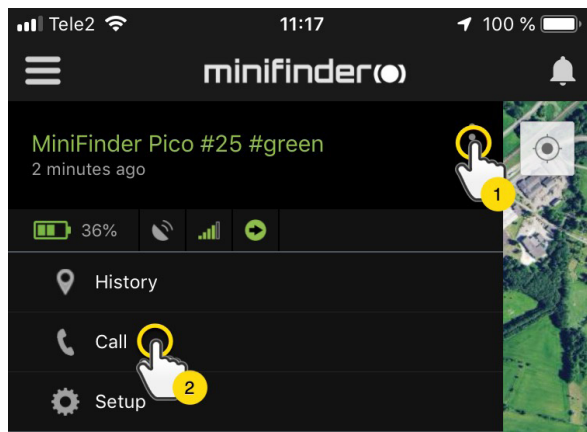 Tele2 11:17 100 %
minifinder
MiniFinder Pico #25 #green
2 minutes ago
1
36%
History
Call
2
Setup